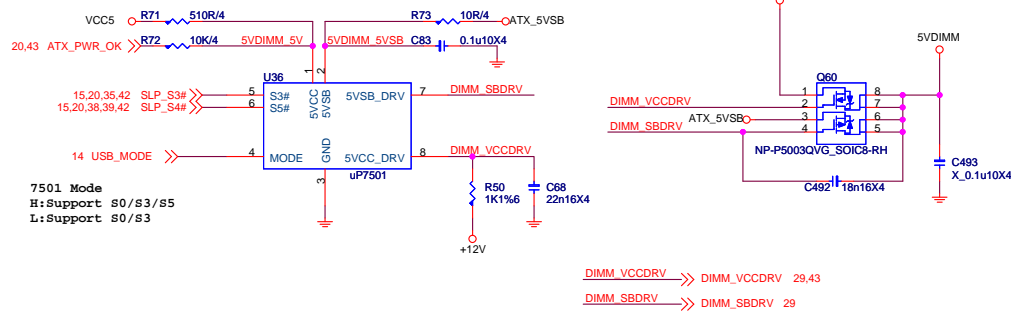 VCC5 R71 510R/4 R73 10R/4 ATX_5VSB
20,43 ATX_PWR_OK R72 10K/4 5VDIMM_5V 5VDIMM_5VSB C83 0.1u10X4
5VDIMM
U36
Q60
1 2
15,20,35,42 SLP_S3# 5 S3# 5VCC 5VSB 5VSB_DRV 7 DIMM_SBDRV
15,20,38,39,42 SLP_S4# 6 S5#
1 8
DIMM_VCCDRV 2 7
ATX_5VSB 3 6
DIMM_SBDRV 4 5
NP-P5003QVG_SOIC8-RH
14 USB_MODE 4 MODE GND 5VCC_DRV 8 DIMM_VCCDRV
uP7501
3
C493
X_0.1u10X4
C492 18n16X4
7501 Mode
H:Support S0/S3/S5
L:Support S0/S3
R50
1K1%6
C68
22n16X4
+12V
DIMM_VCCDRV DIMM_VCCDRV 29,43
DIMM_SBDRV DIMM_SBDRV 29